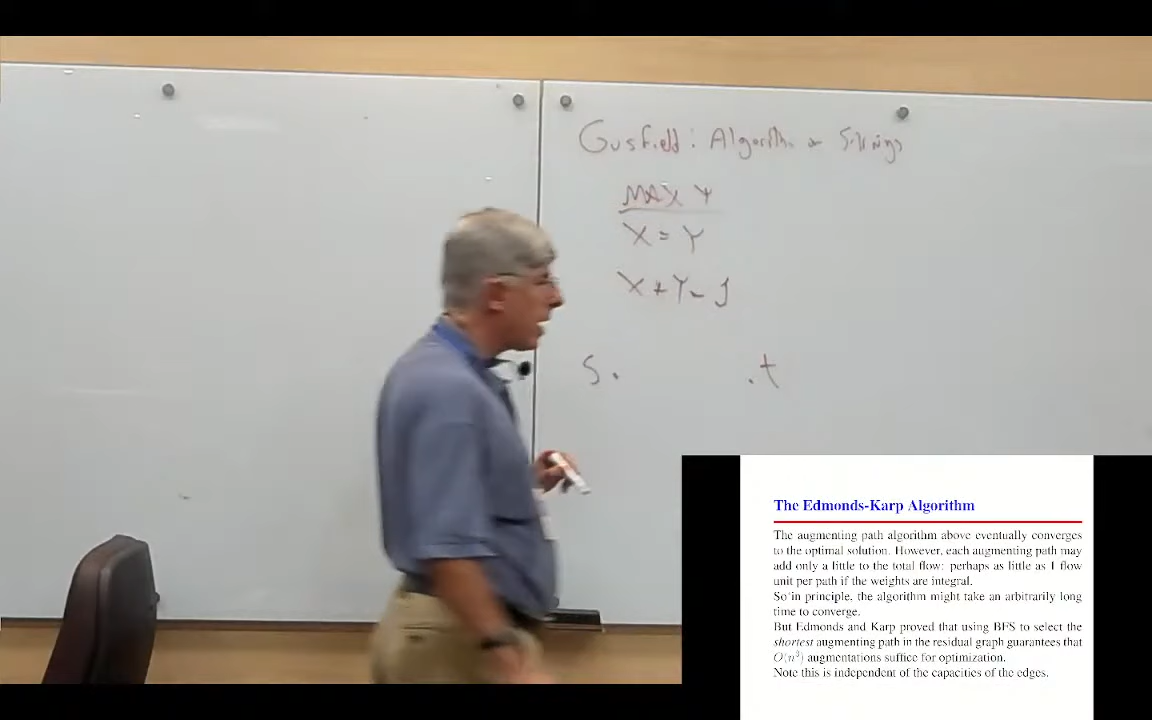 Gusfield: Algorithms on Strings
MAX Y
X = Y
X + Y = 1
S.
.t
The Edmonds-Karp Algorithm
The augmenting path algorithm above eventually converges
to the optimal solution. However, each augmenting path may
add only a little to the total flow: perhaps as little as 1 flow
unit per path if the weights are integral.
So in principle, the algorithm might take an arbitrarily long
time to converge.
But Edmonds and Karp proved that using BFS to select the
shortest augmenting path in the residual graph guarantees that
O(n³) augmentations suffice for optimization.
Note this is independent of the capacities of the edges.